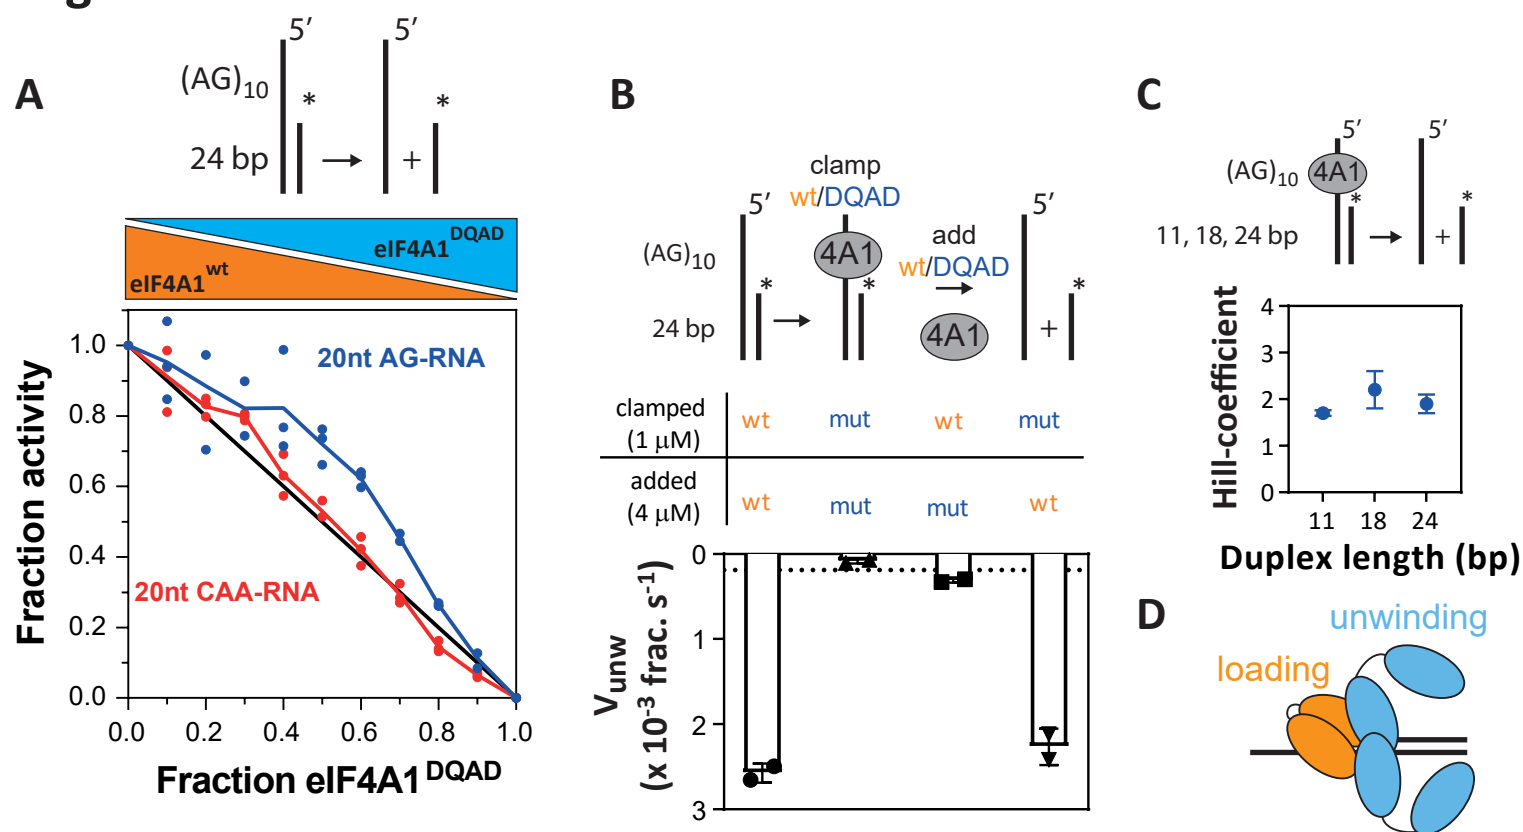 A
5′
5′
(AG)10
*
*
24 bp
+
eIF4A1DQAD
eIF4A1wt
Fraction activity
1.0
0.8
0.6
0.4
0.2
0.0
20nt AG-RNA
20nt CAA-RNA
0.0 0.2 0.4 0.6 0.8 1.0
Fraction eIF4A1DQAD
B
clamp
wt/DQAD
5′
5′
(AG)10
4A1
add
wt/DQAD
*
*
*
24 bp
4A1
+
clamped
(1 μM)
wt mut wt mut
added
(4 μM)
wt mut mut wt
Vunw
(x 10-3 frac. s-1)
0
1
2
3
C
5′
5′
(AG)10
4A1
*
*
11, 18, 24 bp
+
Hill-coefficient
4
3
2
1
0
11 18 24
Duplex length (bp)
D
unwinding
loading